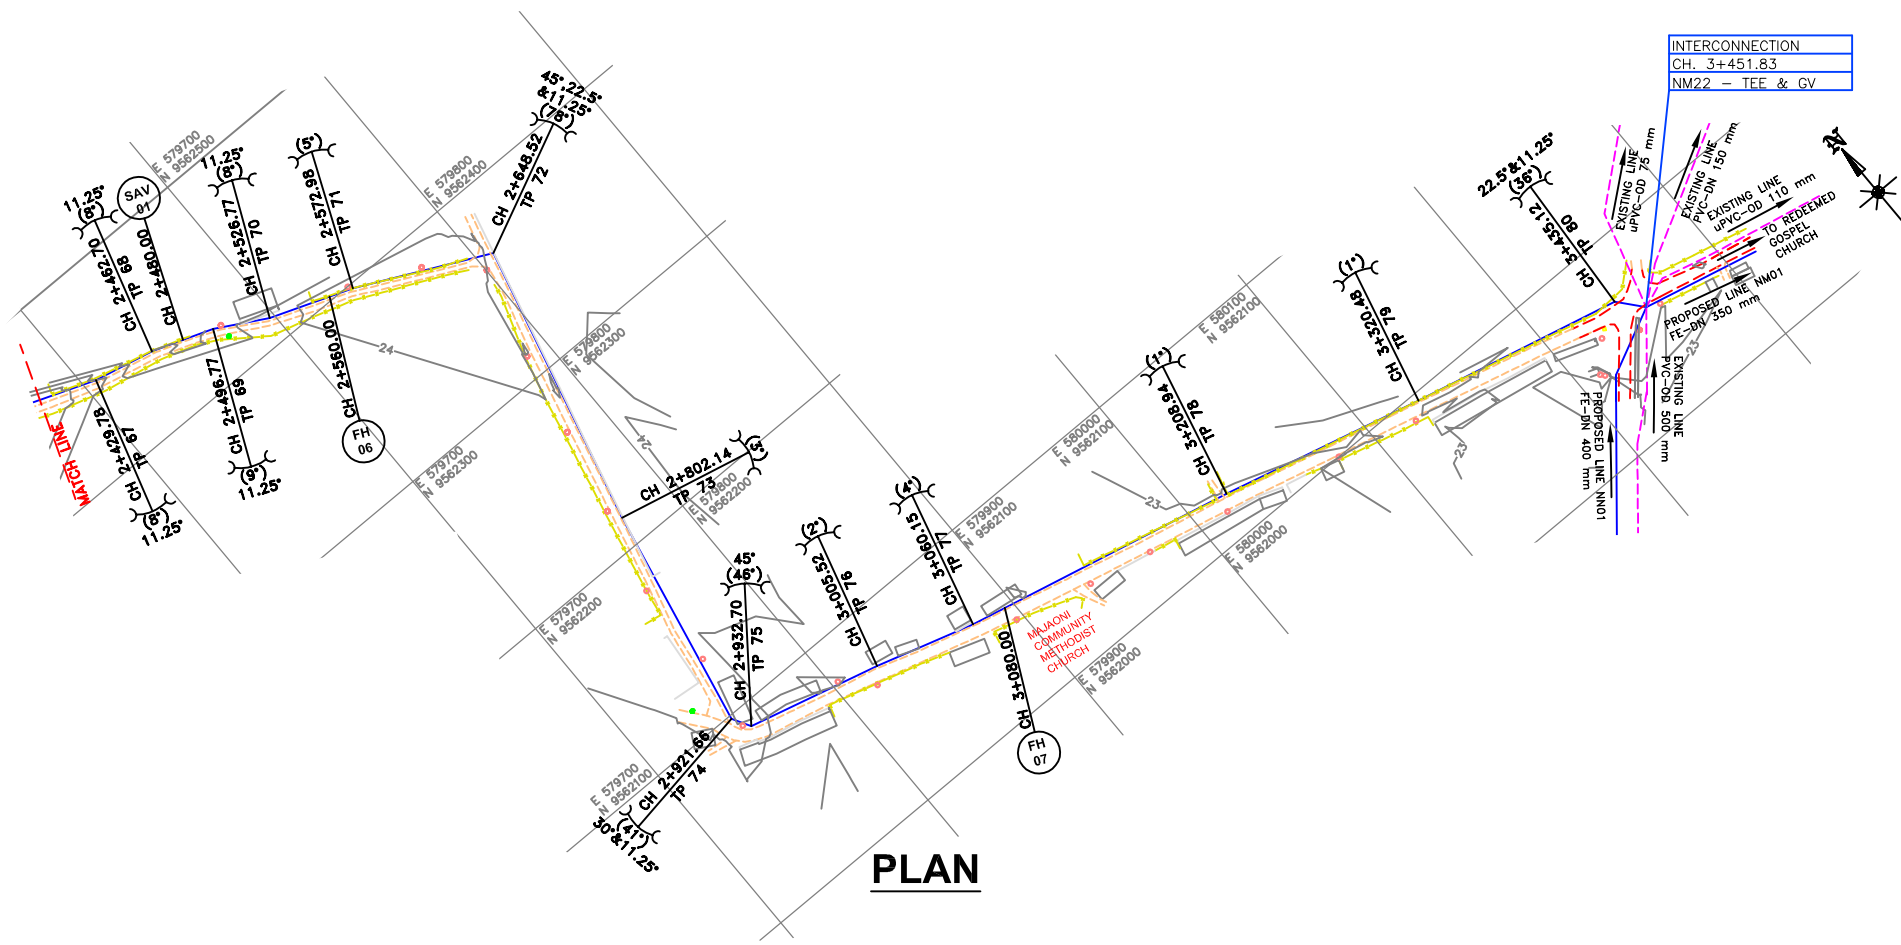 INTERCONNECTION
CH. 3+451.83
NM22 - TEE & GV
MATCH LINE
CH 2+429.78
TP 67
(8°)
11.25°
11.25°
(8°)
CH 2+462.70
TP 68
SAV
01
CH 2+480.00
CH 2+496.77
TP 69
(9°)
11.25°
11.25°
(8°)
CH 2+526.77
TP 70
CH 2+560.00
FH
06
(5°)
CH 2+572.98
TP 71
45°,22.5°
&11.25°
(78°)
CH 2+648.52
TP 72
(3°)
CH 2+802.14
TP 73
CH 2+921.66
TP 74
(41°)
30°&11.25°
45°
(46°)
CH 2+932.70
TP 75
(2°)
CH 3+005.52
TP 76
(4°)
CH 3+060.15
TP 77
CH 3+080.00
FH
07
(1°)
CH 3+208.94
TP 78
(1°)
CH 3+320.48
TP 79
22.5°&11.25°
(36°)
CH 3+435.12
TP 80
E 579700
N 9562500
E 579800
N 9562400
E 579800
N 9562300
E 579700
N 9562300
E 579800
N 9562200
E 579700
N 9562200
E 579700
N 9562100
E 579900
N 9562100
E 579900
N 9562000
E 580000
N 9562100
E 580000
N 9562000
E 580100
N 9562100
24
24
23
23
23
MAJAONI
COMMUNITY
METHODIST
CHURCH
EXISTING LINE
uPVC-OD 75 mm
EXISTING LINE
PVC-DN 150 mm
EXISTING LINE
uPVC-OD 110 mm
TO REDEEMED
GOSPEL
CHURCH
PROPOSED LINE NM01
FE-DN 350 mm
EXISTING LINE
PVC-OD 500 mm
PROPOSED LINE NN01
FE-DN 400 mm
N
PLAN